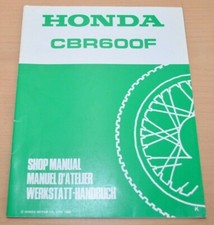 HONDA
CBR600F
SHOP MANUAL
MANUEL D'ATELIER
WERKSTATT-HANDBUCH